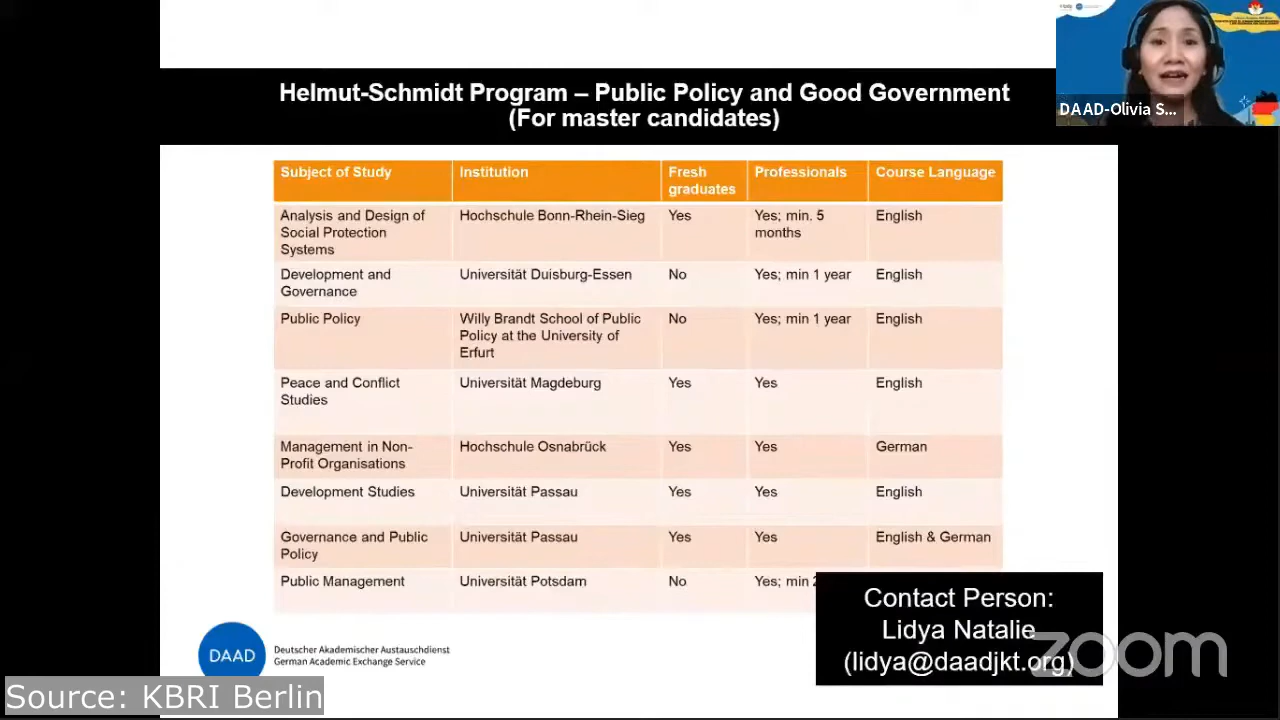 Helmut-Schmidt Program – Public Policy and Good Government
(For master candidates)
DAAD-Olivia S...
Subject of Study Institution Fresh graduates Professionals Course Language
Analysis and Design of Social Protection Systems Hochschule Bonn-Rhein-Sieg Yes Yes; min. 5 months English
Development and Governance Universität Duisburg-Essen No Yes; min 1 year English
Public Policy Willy Brandt School of Public Policy at the University of Erfurt No Yes; min 1 year English
Peace and Conflict Studies Universität Magdeburg Yes Yes English
Management in Non-Profit Organisations Hochschule Osnabrück Yes Yes German
Development Studies Universität Passau Yes Yes English
Governance and Public Policy Universität Passau Yes Yes English & German
Public Management Universität Potsdam No Yes; min
Contact Person:
Lidya Natalie
(lidya@daadjkt.org)
zoom
DAAD
Deutscher Akademischer Austauschdienst
German Academic Exchange Service
Source: KBRI Berlin